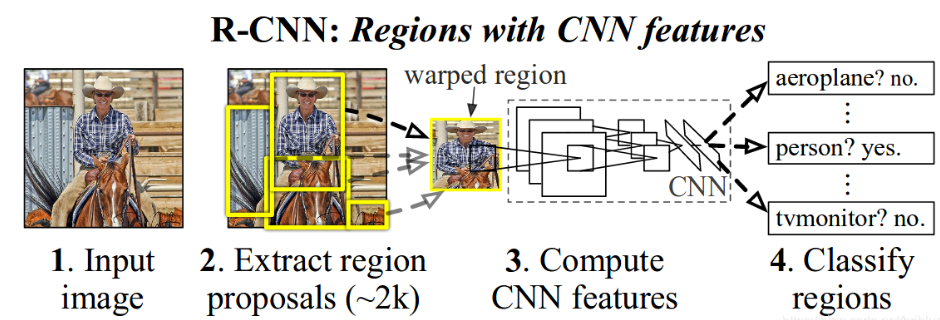 R-CNN: Regions with CNN features
warped region
aeroplane? no.
person? yes.
CNN
tvmonitor? no.
1. Input
image
2. Extract region
proposals (~2k)
3. Compute
CNN features
4. Classify
regions